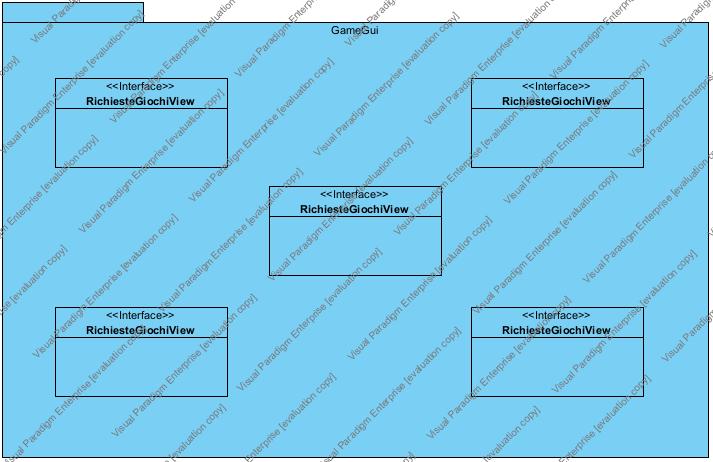 GameGui
<<Interface>>
RichiesteGiochiView
<<Interface>>
RichiesteGiochiView
<<Interface>>
RichiesteGiochiView
<<Interface>>
RichiesteGiochiView
<<Interface>>
RichiesteGiochiView
Visual Paradigm Enterprise [evaluation copy]